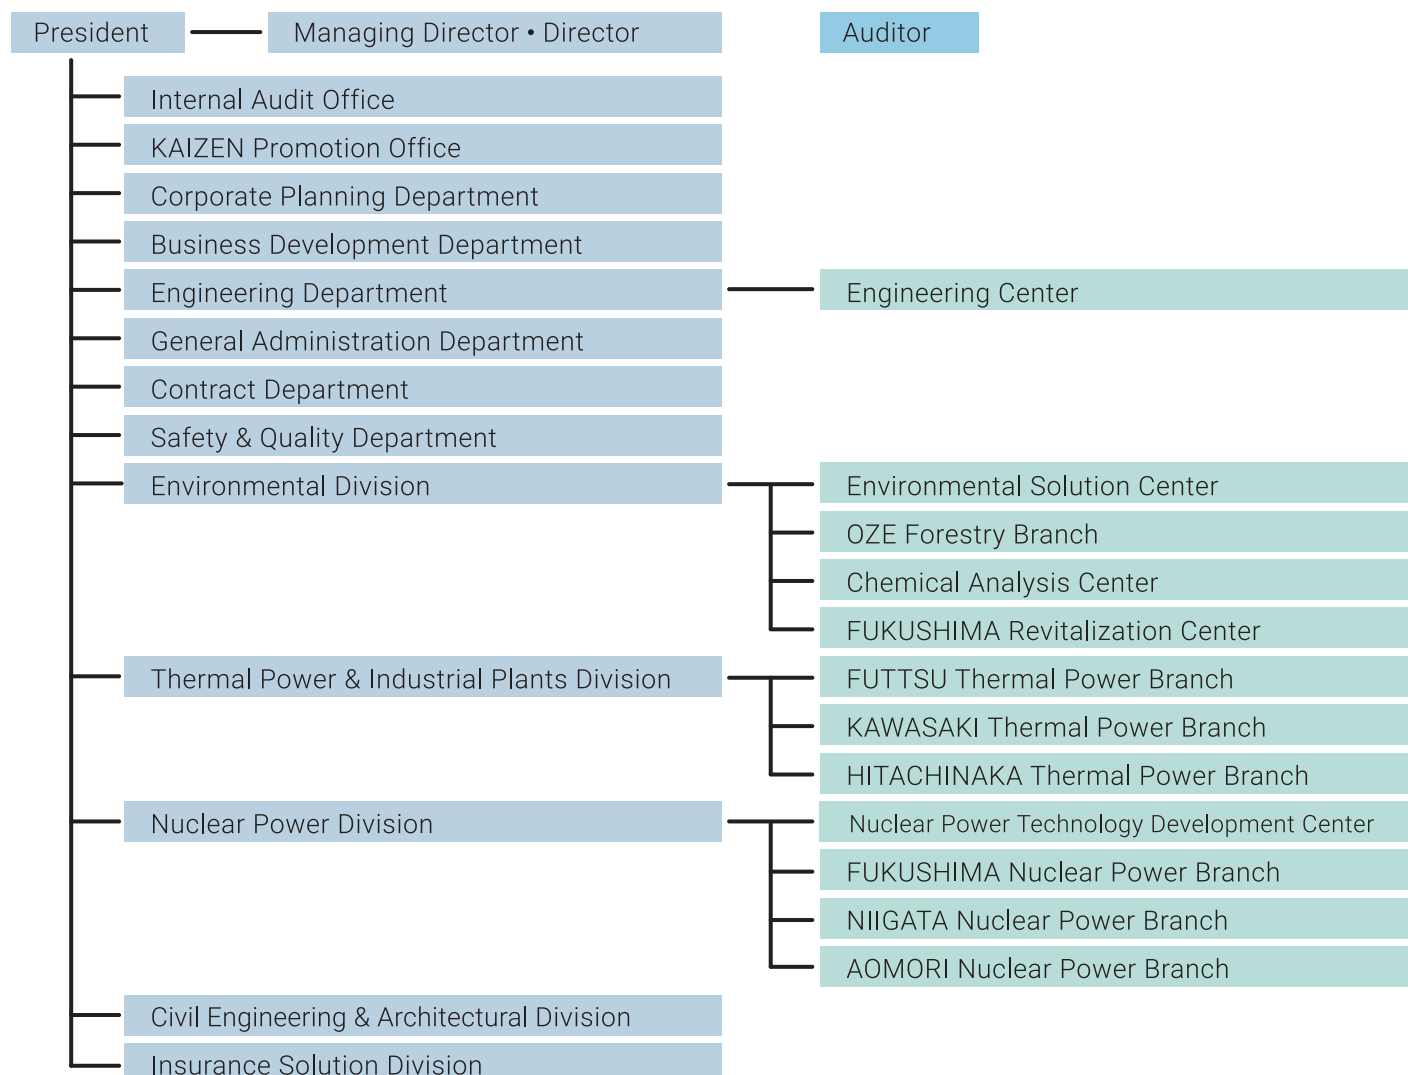 President
Managing Director • Director
Auditor
Internal Audit Office
KAIZEN Promotion Office
Corporate Planning Department
Business Development Department
Engineering Department
Engineering Center
General Administration Department
Contract Department
Safety & Quality Department
Environmental Division
Environmental Solution Center
OZE Forestry Branch
Chemical Analysis Center
FUKUSHIMA Revitalization Center
Thermal Power & Industrial Plants Division
FUTTSU Thermal Power Branch
KAWASAKI Thermal Power Branch
HITACHINAKA Thermal Power Branch
Nuclear Power Division
Nuclear Power Technology Development Center
FUKUSHIMA Nuclear Power Branch
NIIGATA Nuclear Power Branch
AOMORI Nuclear Power Branch
Civil Engineering & Architectural Division
Insurance Solution Division